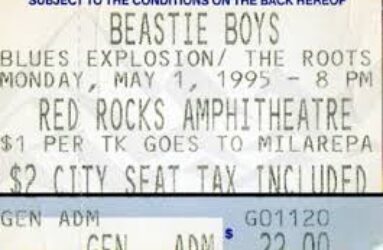 SUBJECT TO THE CONDITIONS ON THE BACK HEREOF
BEASTIE BOYS
BLUES EXPLOSION/ THE ROOTS
MONDAY, MAY 1, 1995 - 8 PM
RED ROCKS AMPHITHEATRE
$1 PER TK GOES TO MILAREPA
$2 CITY SEAT TAX INCLUDED
GEN ADM G01120
GEN ADM $ 22.00